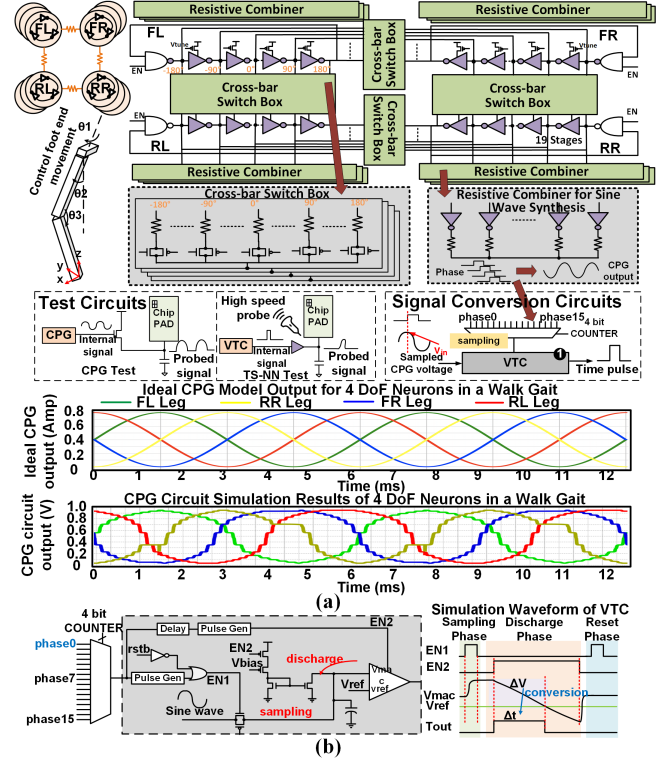 FL
FR
RL
RR
Resistive Combiner
Resistive Combiner
FL
FR
Vtune
Vtune
EN
EN
-180°
-90°
0°
90°
180°
Cross-bar
Switch Box
Cross-bar
Switch Box
Cross-bar
Switch Box
Cross-bar
Switch Box
EN
EN
RL
RR
19 Stages
Resistive Combiner
Resistive Combiner
Control foot end
movement
θ1
θ2
θ3
z
y
x
Cross-bar Switch Box
-180°
-90°
0°
90°
180°
Resistive Combiner for Sine
Wave Synthesis
Phase
CPG
output
Test Circuits
CPG
Internal
signal
Chip
PAD
Probed signal
CPG Test
High speed
probe
VTC
Internal
signal
Chip
PAD
Probed signal
TS-NN Test
Signal Conversion Circuits
phase0
phase15
4 bit
COUNTER
sampling
Vin
Sampled
CPG voltage
VTC
1
Time pulse
Ideal CPG Model Output for 4 DoF Neurons in a Walk Gait
FL Leg
RR Leg
FR Leg
RL Leg
Ideal CPG
output (Amp)
0.8
0.6
0.4
0.2
0
0 1 2 3 4 5 6 7 8 9 10 11 12
Time (ms)
CPG Circuit Simulation Results of 4 DoF Neurons in a Walk Gait
CPG circuit
output (V)
1.0
0.8
0.6
0.4
0.2
0
0 1 2 3 4 5 6 7 8 9 10 11 12
Time (ms)
(a)
4 bit
COUNTER
phase0
phase7
phase15
Delay
Pulse Gen
EN2
rstb
Pulse Gen
EN1
Sine wave
EN2
Vbias
discharge
sampling
Vref
Vma
c
vref
Simulation Waveform of VTC
Sampling
Phase
Discharge
Phase
Reset
Phase
EN1
EN2
Vmac
Vref
Tout
ΔV
conversion
Δt
(b)